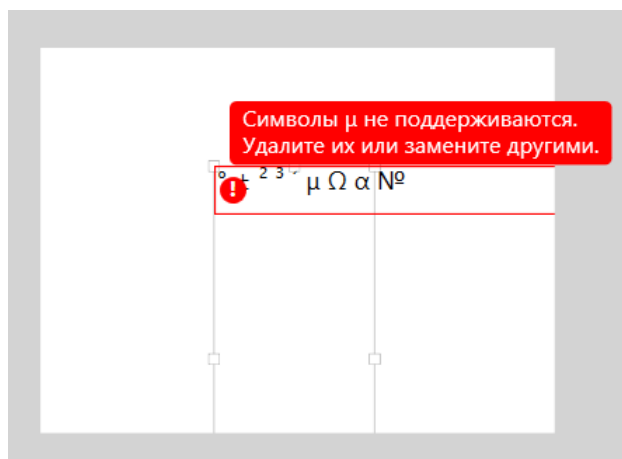 Символы µ не поддерживаются.
Удалите их или замените другими.
° ± ² ³ µ Ω α №